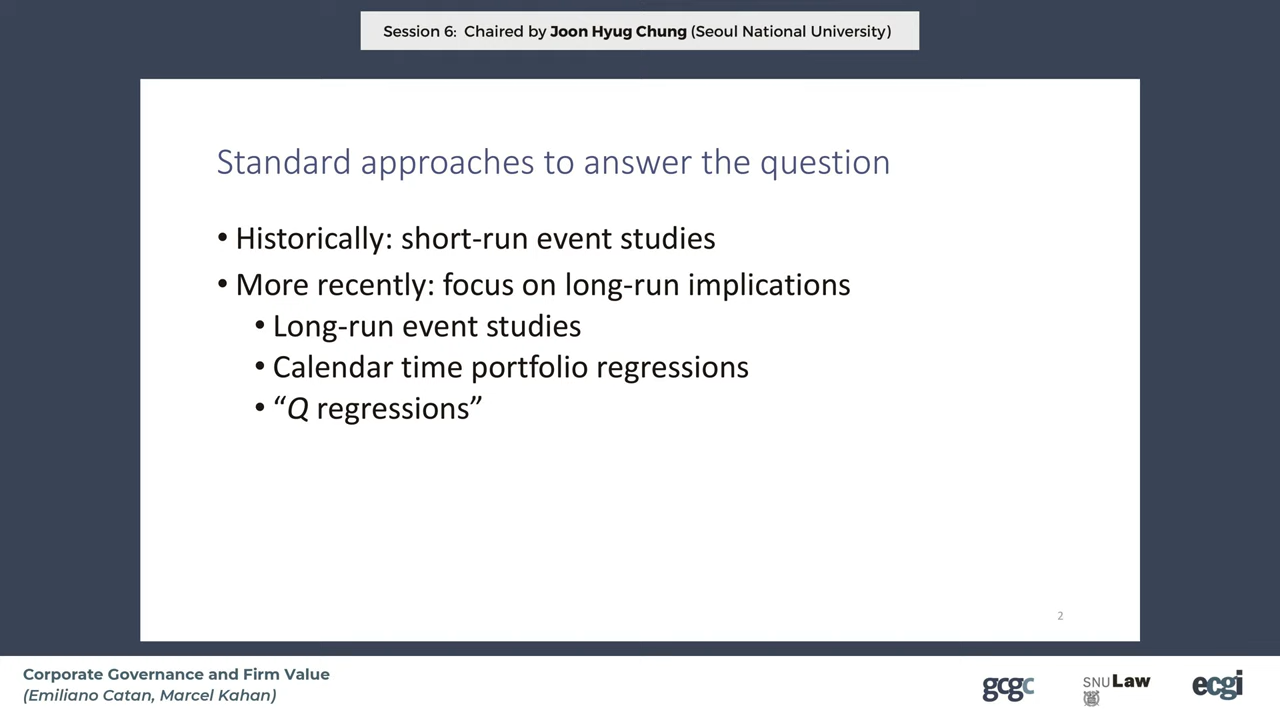 Session 6: Chaired by Joon Hyug Chung (Seoul National University)
Standard approaches to answer the question
• Historically: short-run event studies
• More recently: focus on long-run implications
• Long-run event studies
• Calendar time portfolio regressions
• “Q regressions”
2
Corporate Governance and Firm Value
(Emiliano Catan, Marcel Kahan)
gcgc
SNU Law
ecgi